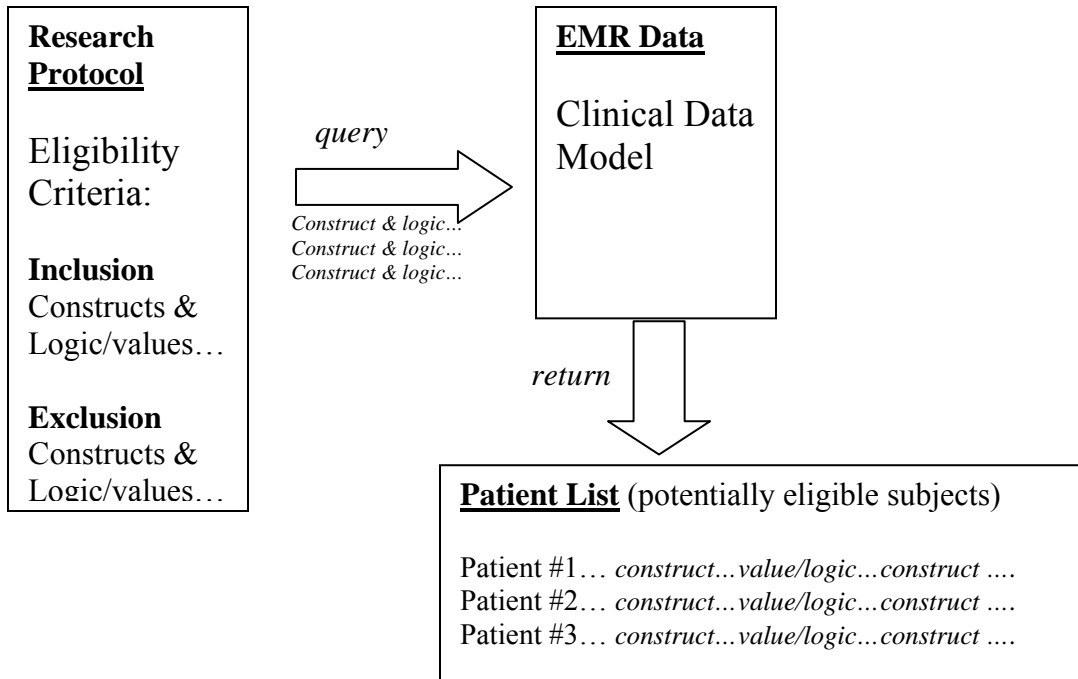 Research
Protocol
Eligibility
Criteria:
Inclusion
Constructs &
Logic/values…
Exclusion
Constructs &
Logic/values…
query
Construct & logic…
Construct & logic…
Construct & logic…
EMR Data
Clinical Data
Model
return
Patient List (potentially eligible subjects)
Patient #1… construct…value/logic…construct ….
Patient #2… construct…value/logic…construct ….
Patient #3… construct…value/logic…construct ….